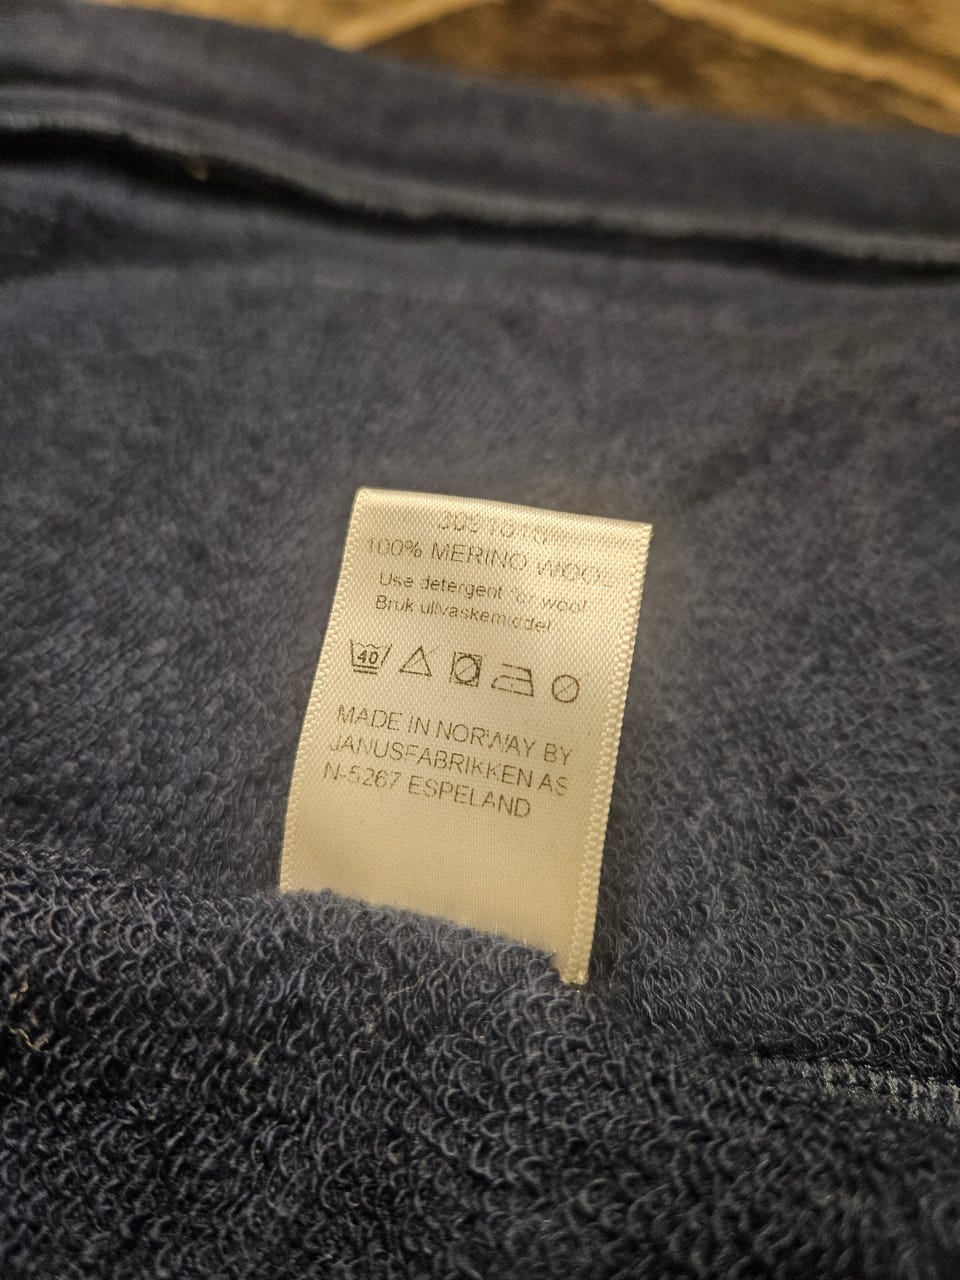 100% MERINO WOOL
Use detergent for wool
Bruk ullvaskemiddel
40
MADE IN NORWAY BY
JANUSFABRIKKEN AS
N-5267 ESPELAND